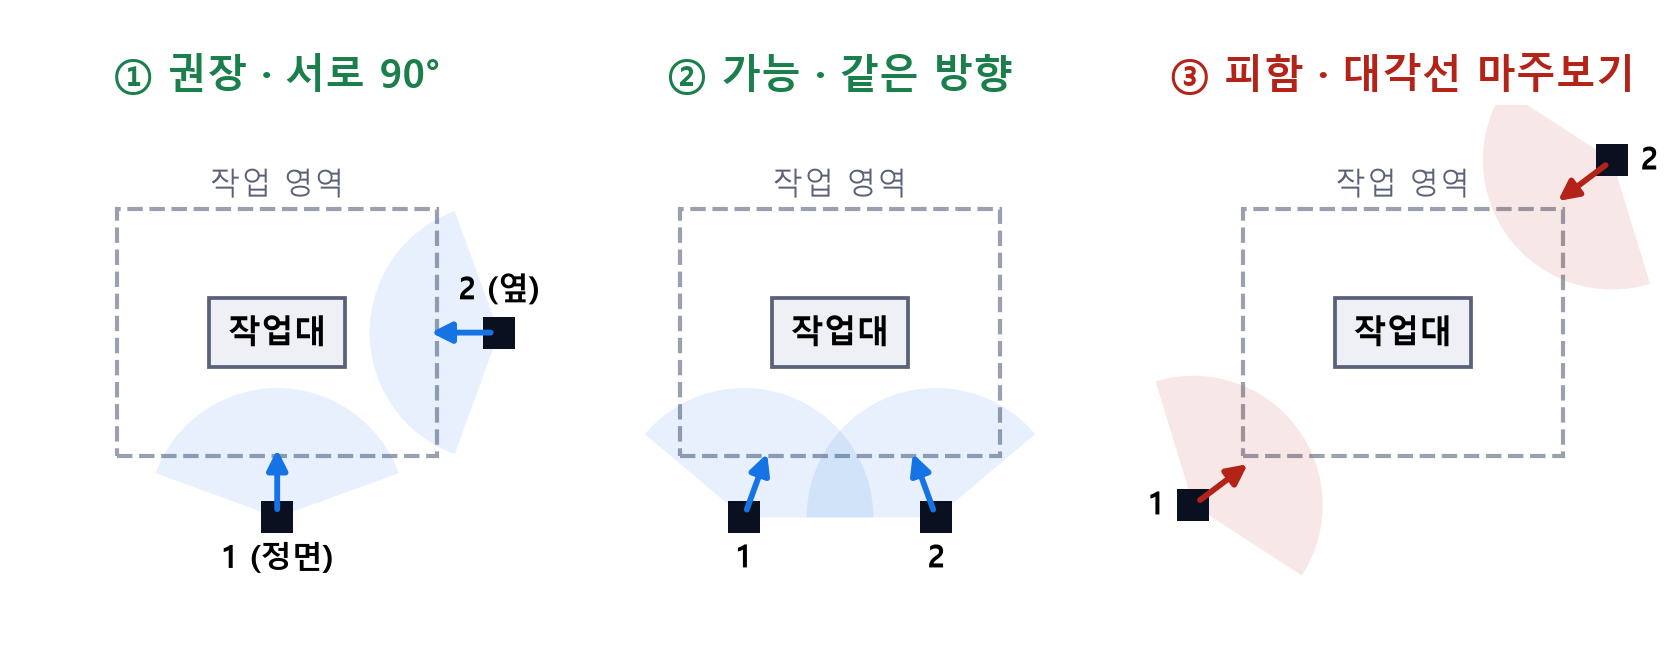 ① 권장 · 서로 90°
작업 영역
작업대
2 (옆)
1 (정면)
② 가능 · 같은 방향
작업 영역
작업대
1
2
③ 피함 · 대각선 마주보기
2
작업 영역
작업대
1